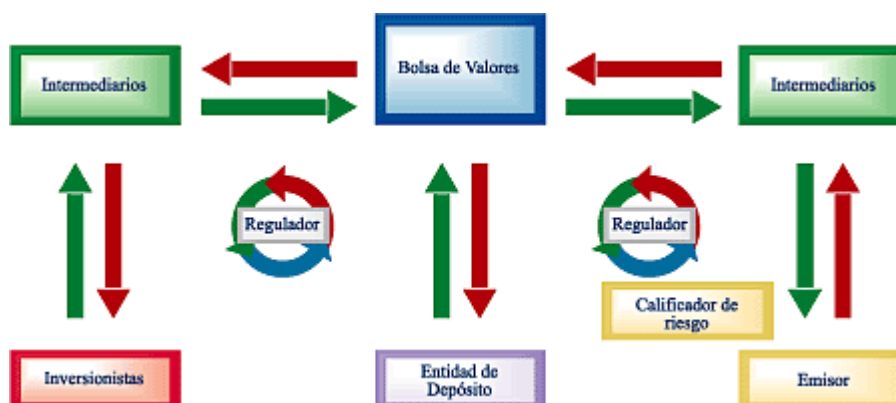 Intermediarios
Bolsa de Valores
Intermediarios
Regulador
Regulador
Calificador de
riesgo
Inversionistas
Entidad de
Depósito
Emisor